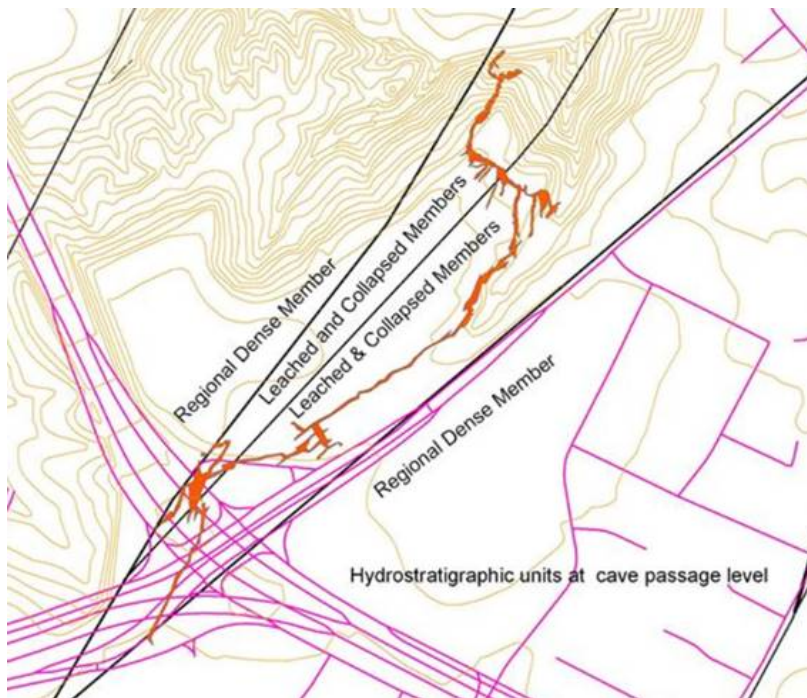 Regional Dense Member
Leached and Collapsed Members
Leached & Collapsed Members
Regional Dense Member
Hydrostratigraphic units at cave passage level